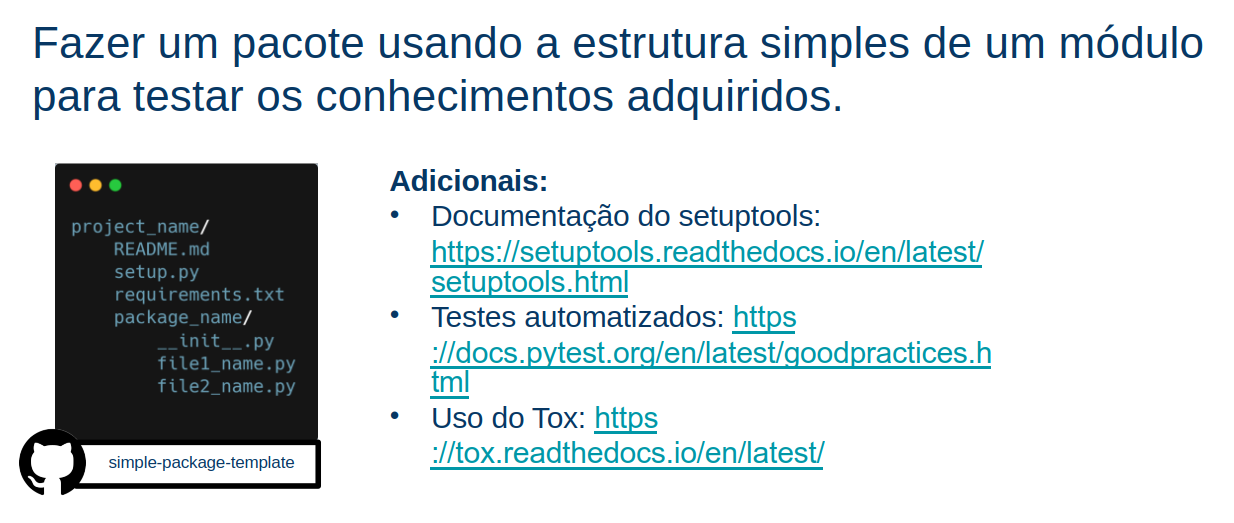 Fazer um pacote usando a estrutura simples de um módulo
para testar os conhecimentos adquiridos.
project_name/
README.md
setup.py
requirements.txt
package_name/
__init__.py
file1_name.py
file2_name.py
simple-package-template
Adicionais:
• Documentação do setuptools:
https://setuptools.readthedocs.io/en/latest/
setuptools.html
• Testes automatizados: https
://docs.pytest.org/en/latest/goodpractices.h
tml
• Uso do Tox: https
://tox.readthedocs.io/en/latest/